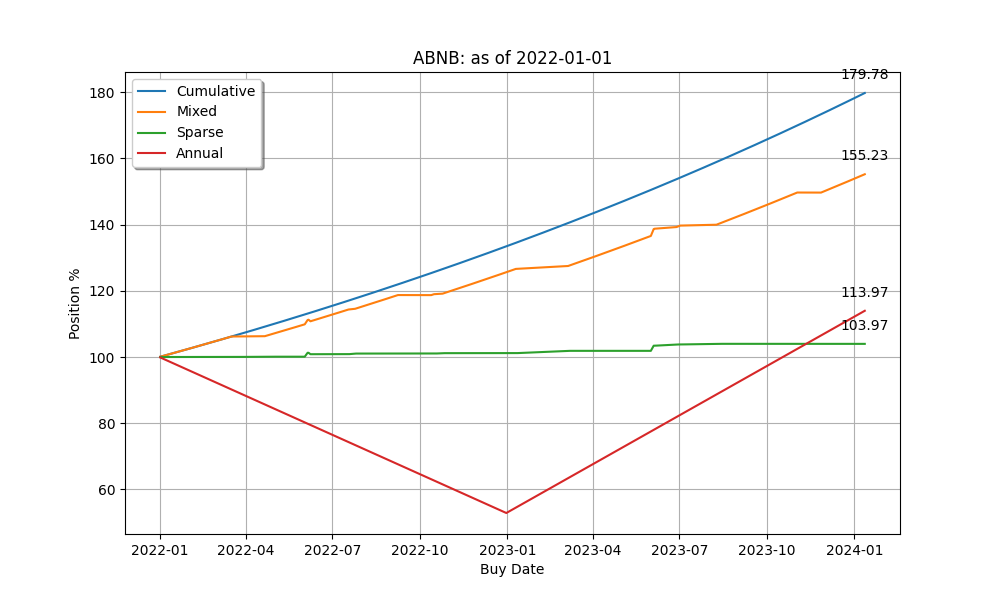 ABNB: as of 2022-01-01
Cumulative
Mixed
Sparse
Annual
179.78
155.23
113.97
103.97
180
160
140
120
100
80
60
Position %
2022-01 2022-04 2022-07 2022-10 2023-01 2023-04 2023-07 2023-10 2024-01
Buy Date